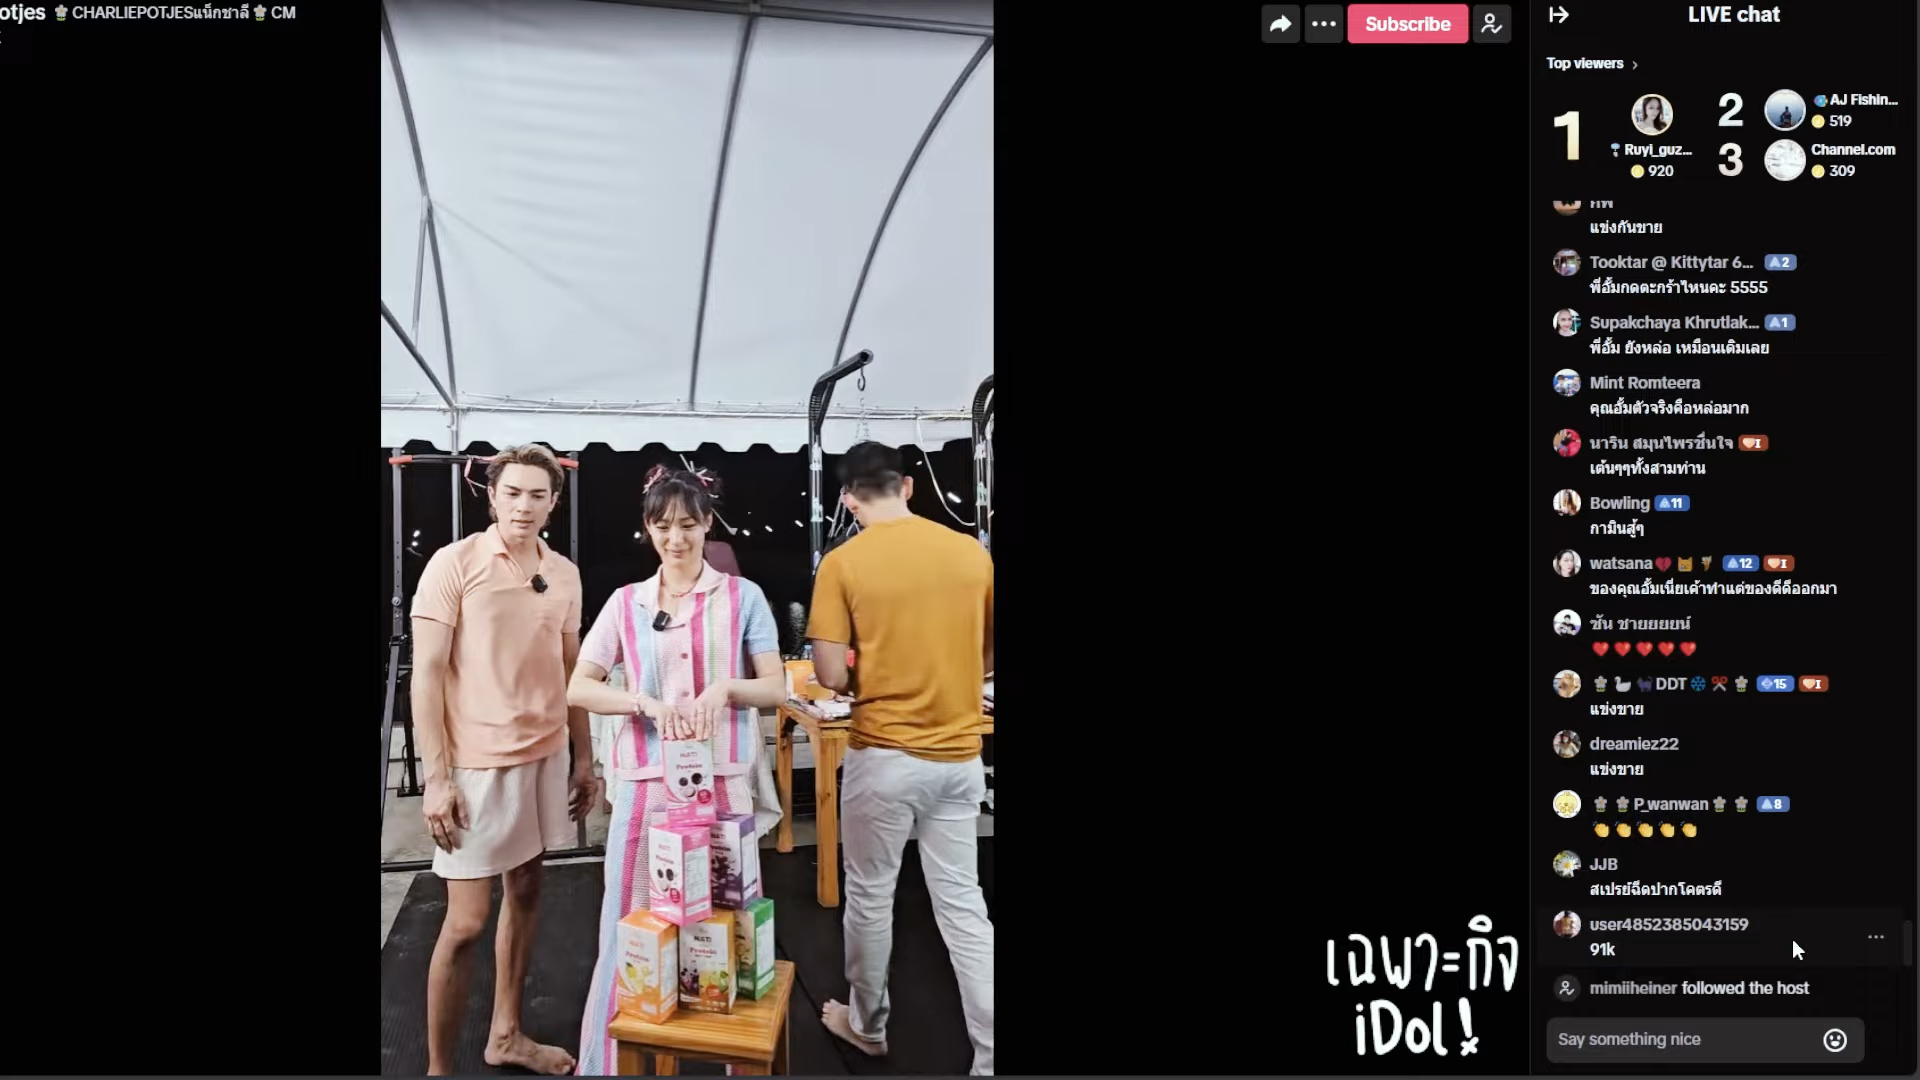 otjes CHARLIEPOTJESแน็กชาลี CM
Subscribe
LIVE chat
Top viewers
1
Ruyi_guz...
920
2
AJ Fishin...
519
3
Channel.com
309
แข่งกันขาย
Tooktar @ Kittytar 6... 2
พี่อั้มกดตะกร้าไหนคะ 5555
Supakchaya Khrutlak... 1
พี่อั้ม ยังหล่อ เหมือนเดิมเลย
Mint Romteera
คุณอั้มตัวจริงคือหล่อมาก
นาริน สมุนไพรชื่นใจ I
เต้นๆๆทั้งสามท่าน
Bowling 11
กามินสู้ๆ
watsana 12 I
ของคุณอั้มเนี่ยเค้าทำแต่ของดีดีออกมา
ซัน ชายยยยน์
DDT 15 I
แข่งขาย
dreamiez22
แข่งขาย
P_wanwan 8
JJB
สเปรย์ฉีดปากโคตรดี
user4852385043159
91k
mimiiheiner followed the host
Say something nice
เฉพาะกิจ
iDol!
Protein
Protein
Protein